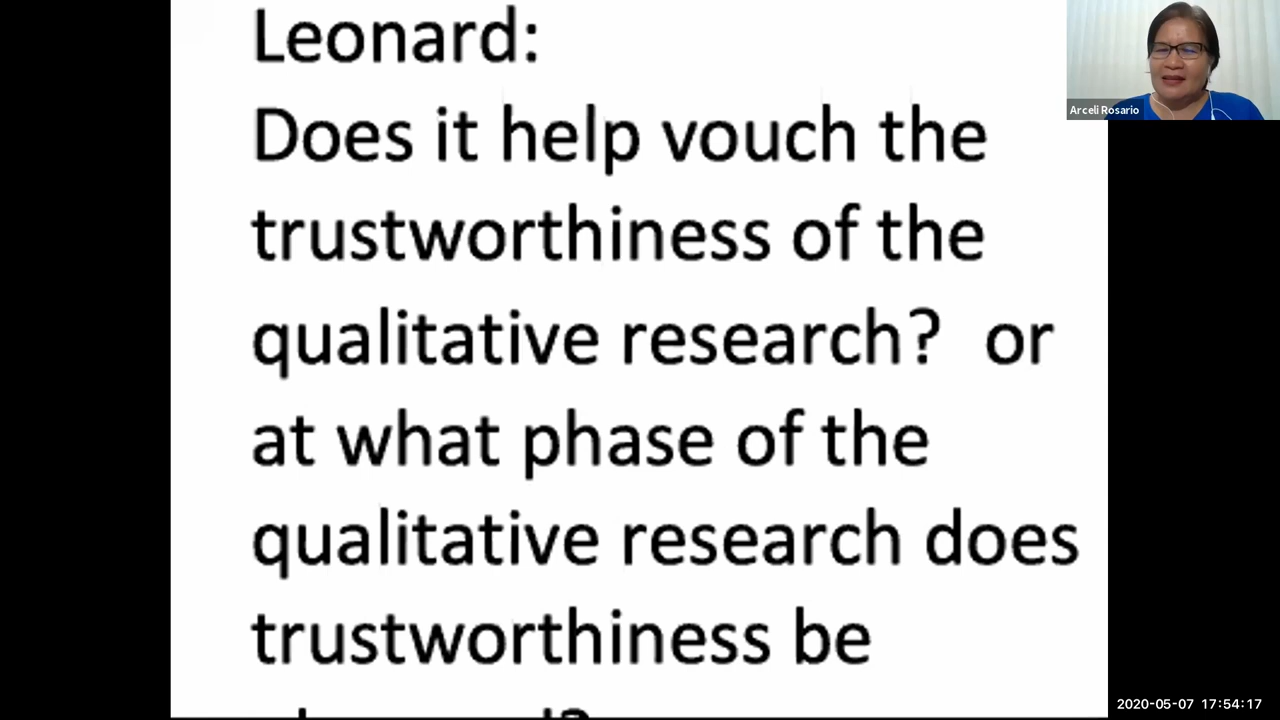 Leonard:
Does it help vouch the
trustworthiness of the
qualitative research?  or
at what phase of the
qualitative research does
trustworthiness be
Arceli Rosario
2020-05-07 17:54:17